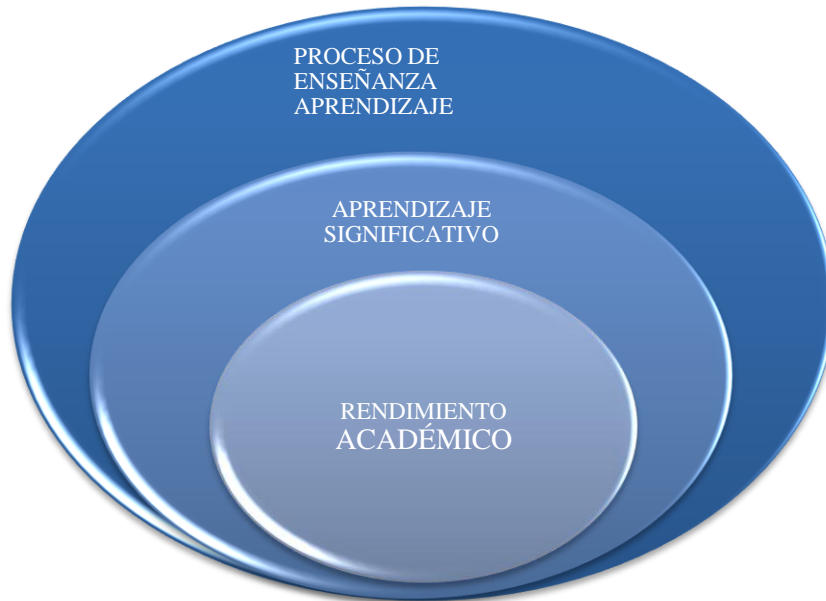 PROCESO DE
ENSEÑANZA
APRENDIZAJE
APRENDIZAJE
SIGNIFICATIVO
RENDIMIENTO
ACADÉMICO